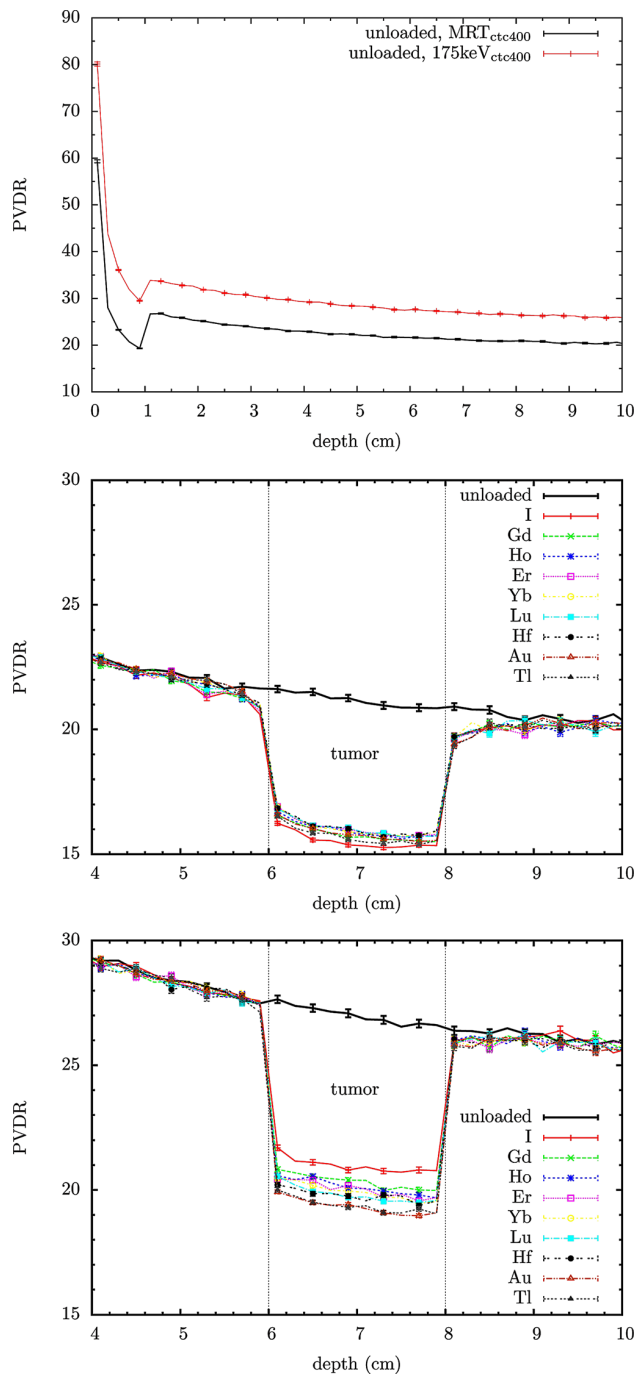 90
80
70
60
50
40
30
20
10
PVDR
unloaded, MRTctc400
unloaded, 175keVctc400
0 1 2 3 4 5 6 7 8 9 10
depth (cm)
30
25
20
15
PVDR
unloaded
I
Gd
Ho
Er
Yb
Lu
Hf
Au
Tl
tumor
4 5 6 7 8 9 10
depth (cm)
30
25
20
15
PVDR
tumor
unloaded
I
Gd
Ho
Er
Yb
Lu
Hf
Au
Tl
4 5 6 7 8 9 10
depth (cm)